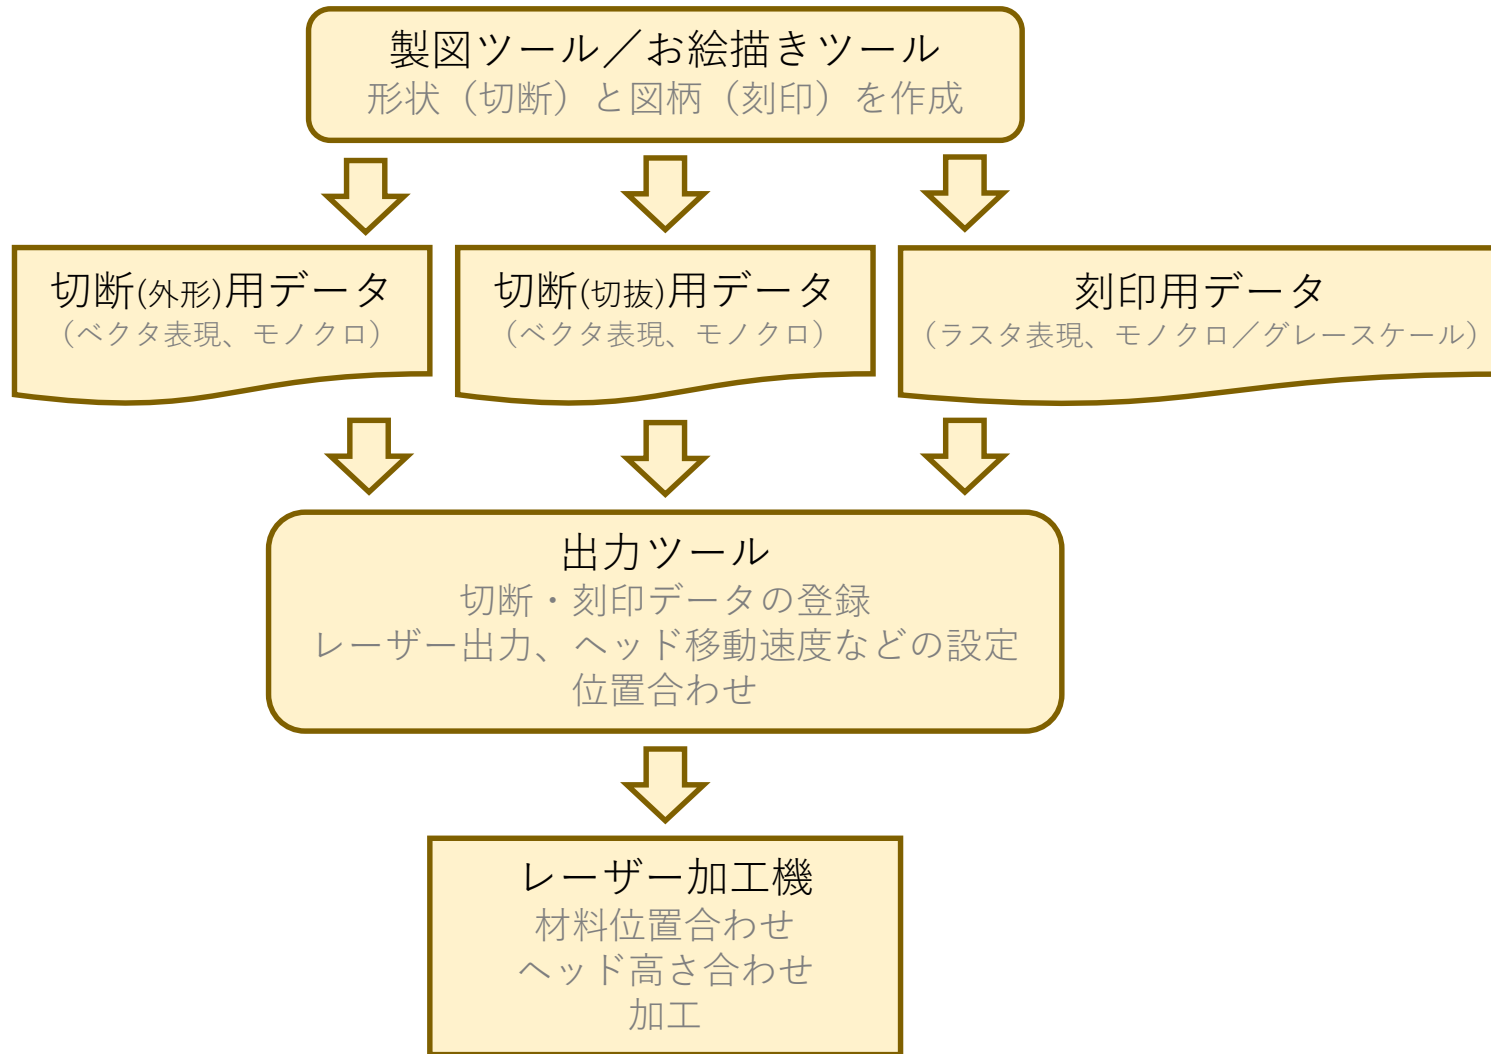 製図ツール／お絵描きツール
形状（切断）と図柄（刻印）を作成
切断(外形)用データ
（ベクタ表現、モノクロ）
切断(切抜)用データ
（ベクタ表現、モノクロ）
刻印用データ
（ラスタ表現、モノクロ／グレースケール）
出力ツール
切断・刻印データの登録
レーザー出力、ヘッド移動速度などの設定
位置合わせ
レーザー加工機
材料位置合わせ
ヘッド高さ合わせ
加工